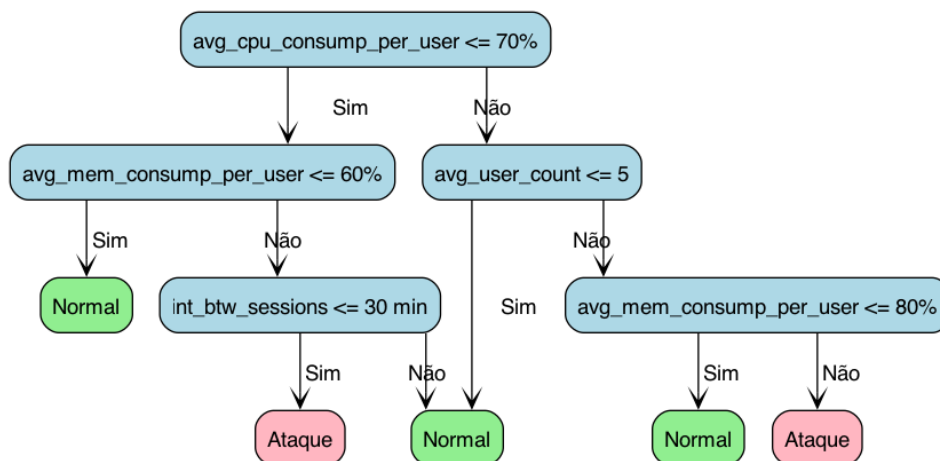 avg_cpu_consump_per_user <= 70%
Sim
Não
avg_mem_consump_per_user <= 60%
avg_user_count <= 5
Sim
Não
Não
Normal
int_btw_sessions <= 30 min
Sim
avg_mem_consump_per_user <= 80%
Sim
Não
Sim
Não
Ataque
Normal
Normal
Ataque